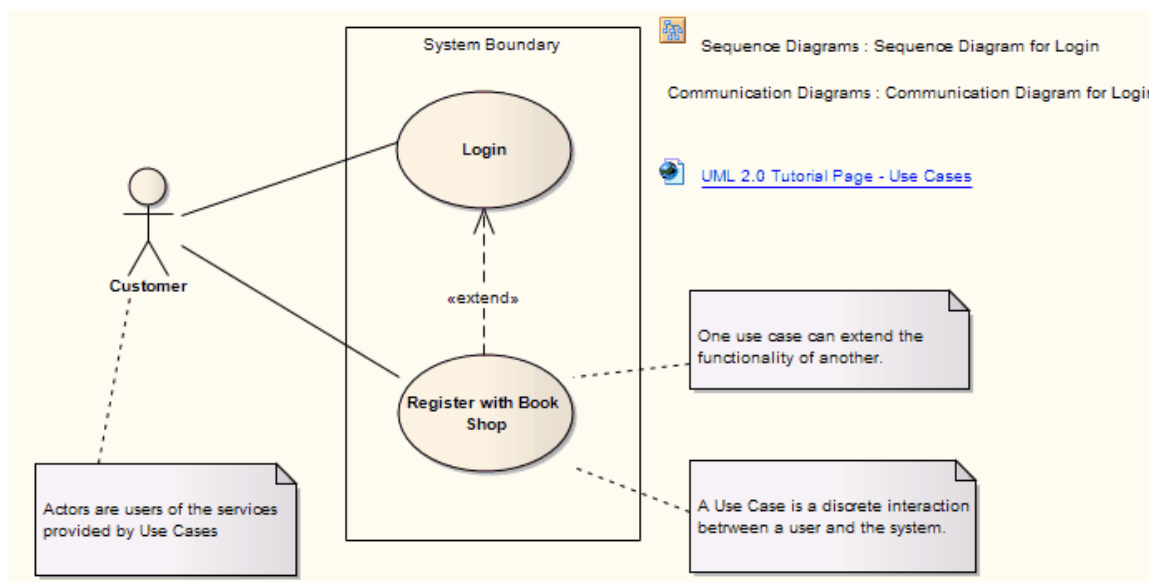 System Boundary
Sequence Diagrams : Sequence Diagram for Login
Communication Diagrams : Communication Diagram for Login
Login
UML 2.0 Tutorial Page - Use Cases
Customer
«extend»
One use case can extend the
functionality of another.
Register with Book
Shop
Actors are users of the services
provided by Use Cases
A Use Case is a discrete interaction
betrween a user and the system.